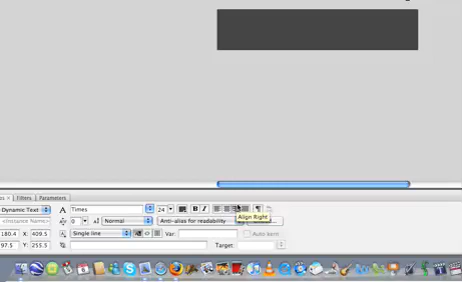 Filters Parameters
Dynamic Text A Times 24 B I ¶
<Instance Name> 0 Normal Anti-alias for readability
Align Right
180.4 X: 409.5 Single line Var: Auto kern
97.5 Y: 255.5 Target: